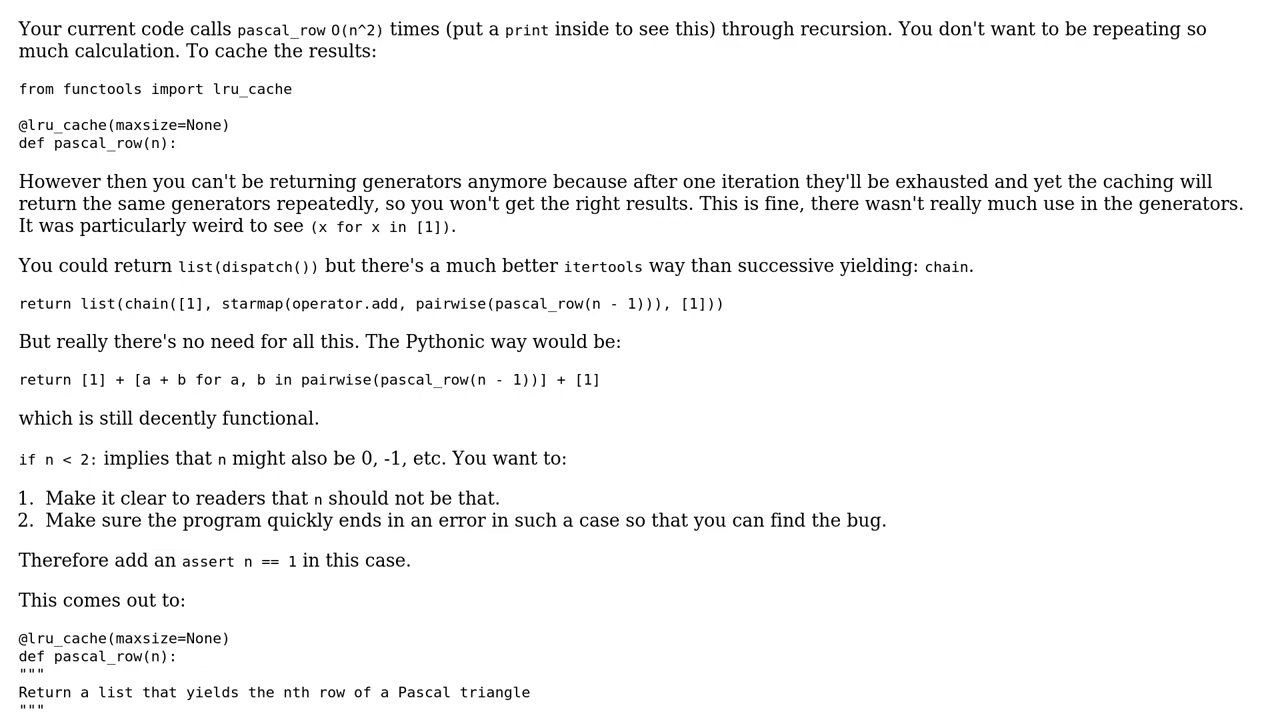 Your current code calls pascal_row O(n^2) times (put a print inside to see this) through recursion. You don't want to be repeating so
much calculation. To cache the results:
from functools import lru_cache
@lru_cache(maxsize=None)
def pascal_row(n):
However then you can't be returning generators anymore because after one iteration they'll be exhausted and yet the caching will
return the same generators repeatedly, so you won't get the right results. This is fine, there wasn't really much use in the generators.
It was particularly weird to see (x for x in [1]).
You could return list(dispatch()) but there's a much better itertools way than successive yielding: chain.
return list(chain([1], starmap(operator.add, pairwise(pascal_row(n - 1))), [1]))
But really there's no need for all this. The Pythonic way would be:
return [1] + [a + b for a, b in pairwise(pascal_row(n - 1))] + [1]
which is still decently functional.
if n < 2: implies that n might also be 0, -1, etc. You want to:
1. Make it clear to readers that n should not be that.
2. Make sure the program quickly ends in an error in such a case so that you can find the bug.
Therefore add an assert n == 1 in this case.
This comes out to:
@lru_cache(maxsize=None)
def pascal_row(n):
"""
Return a list that yields the nth row of a Pascal triangle
"""